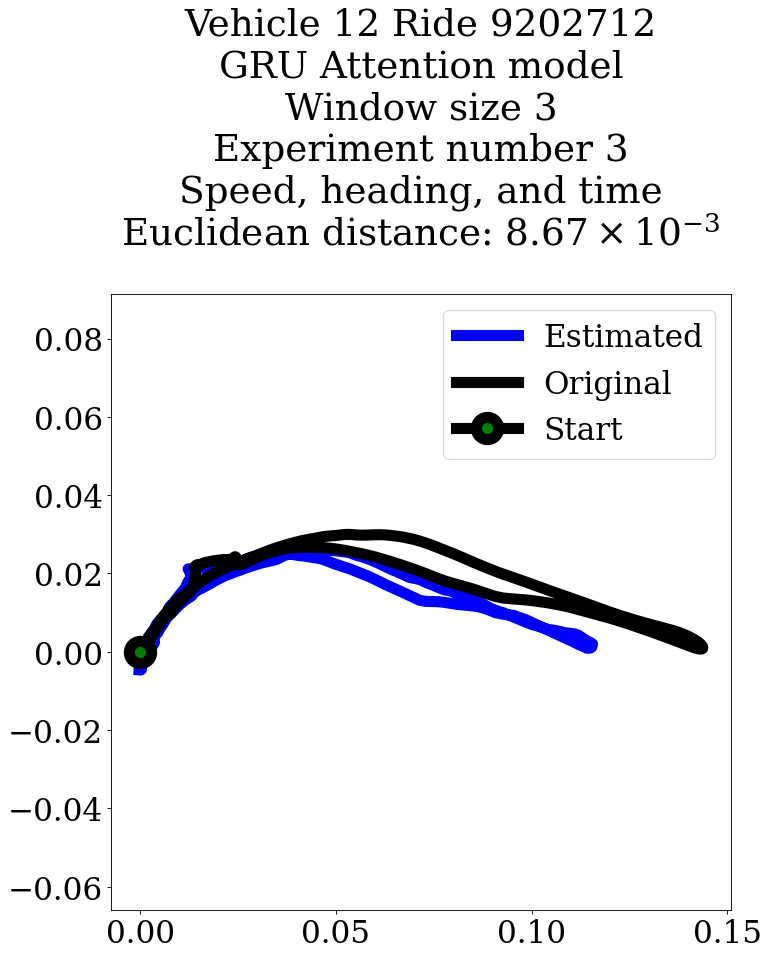 Vehicle 12 Ride 9202712
GRU Attention model
Window size 3
Experiment number 3
Speed, heading, and time
Euclidean distance: 8.67 × 10⁻³
Estimated
Original
Start
0.08
0.06
0.04
0.02
0.00
−0.02
−0.04
−0.06
0.00 0.05 0.10 0.15